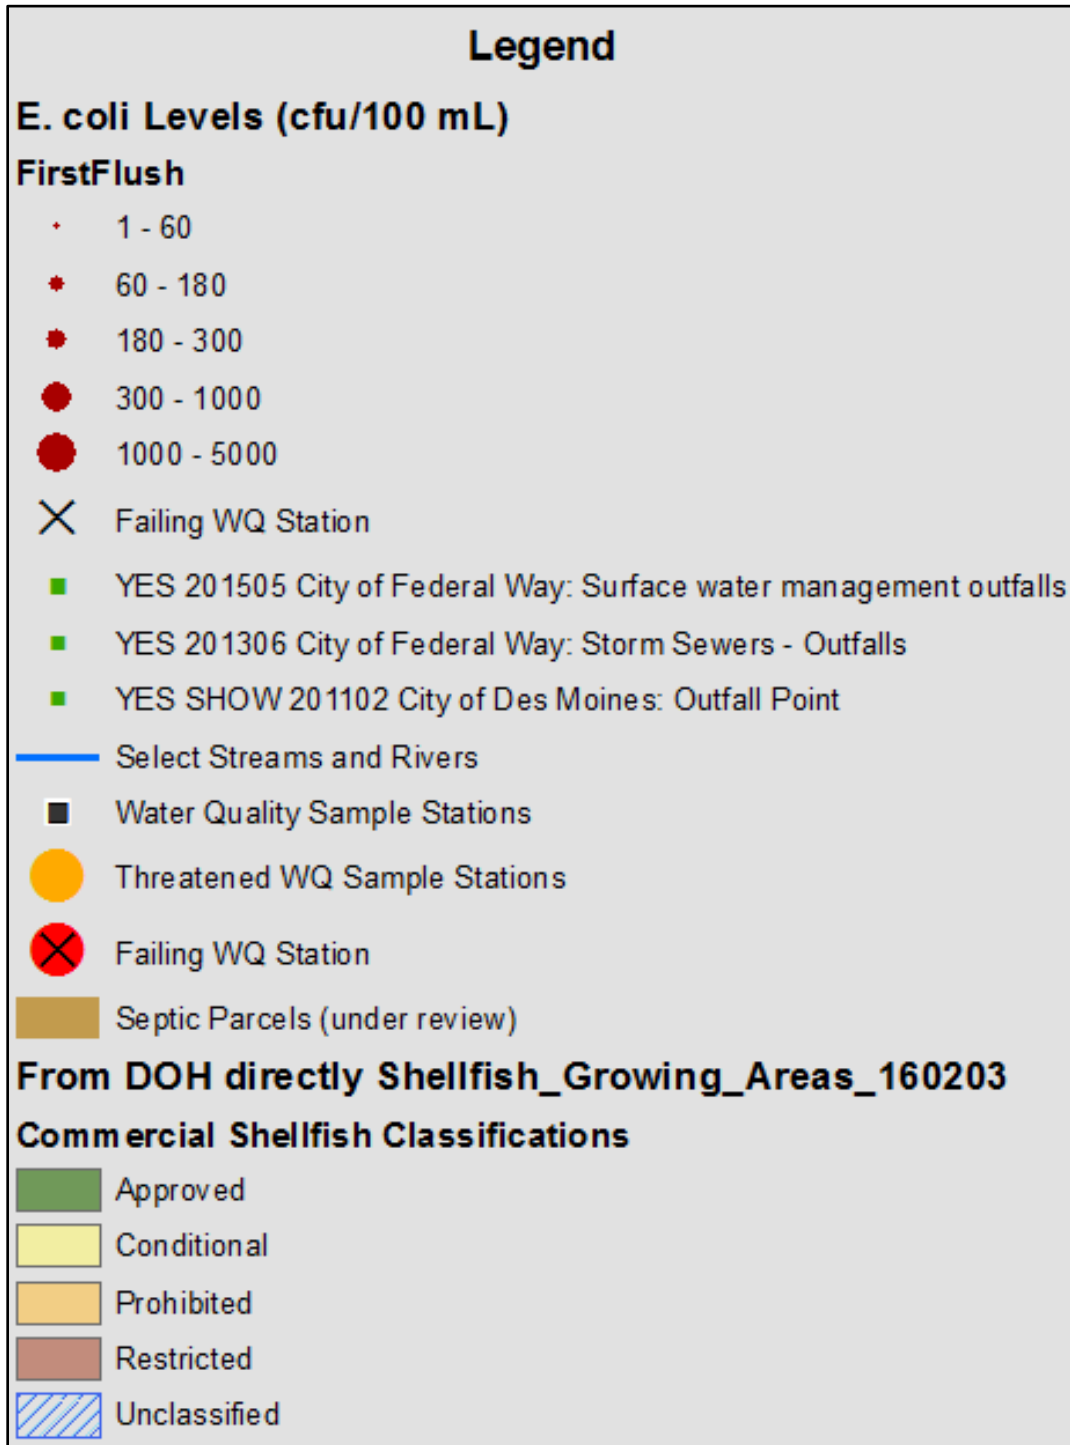 Legend
E. coli Levels (cfu/100 mL)
FirstFlush
1 - 60
60 - 180
180 - 300
300 - 1000
1000 - 5000
Failing WQ Station
YES 201505 City of Federal Way: Surface water management outfalls
YES 201306 City of Federal Way: Storm Sewers - Outfalls
YES SHOW 201102 City of Des Moines: Outfall Point
Select Streams and Rivers
Water Quality Sample Stations
Threatened WQ Sample Stations
Failing WQ Station
Septic Parcels (under review)
From DOH directly Shellfish_Growing_Areas_160203
Commercial Shellfish Classifications
Approved
Conditional
Prohibited
Restricted
Unclassified